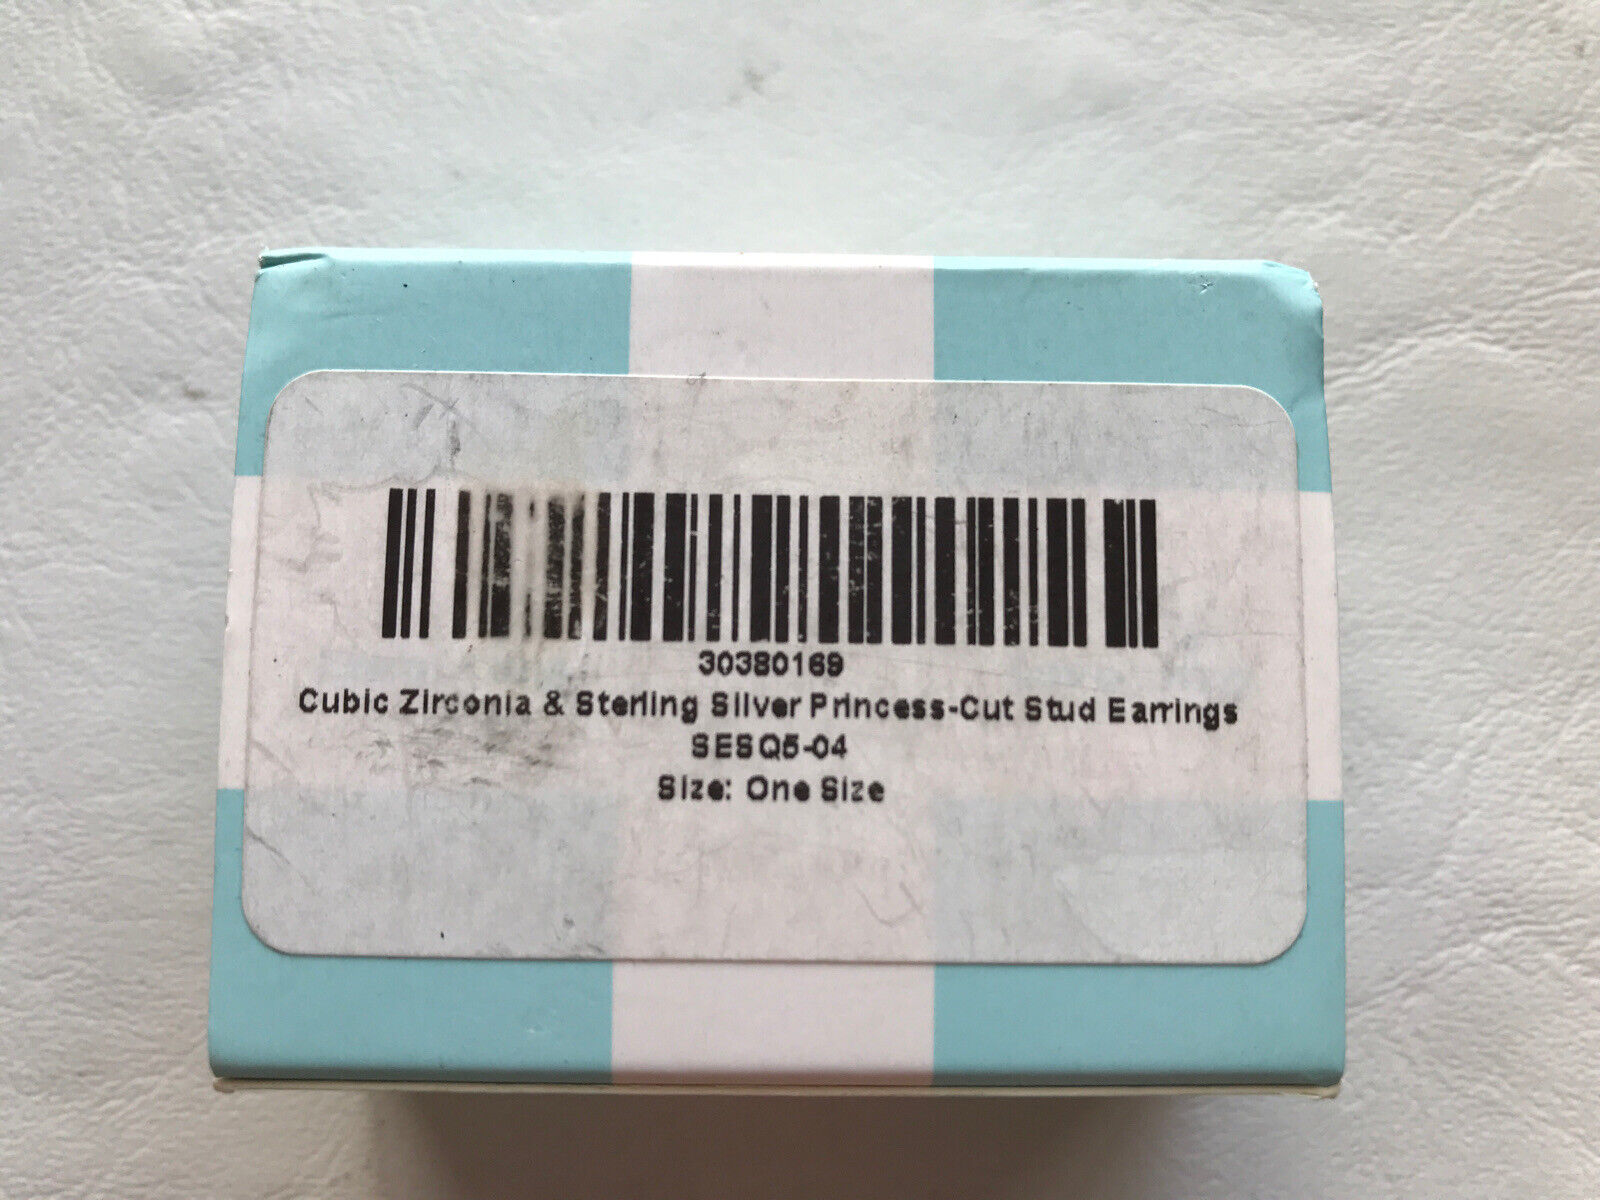 30380169
Cubic Zirconia & Sterling Silver Princess-Cut Stud Earrings
SESQ5-04
Size: One Size